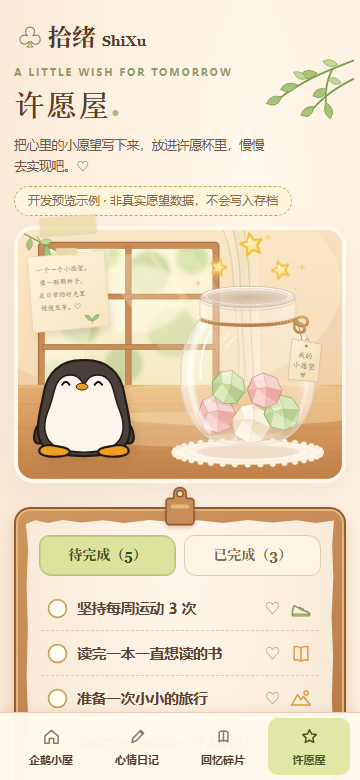 拾绪 ShiXu
A LITTLE WISH FOR TOMORROW
许愿屋。
把心里的小愿望写下来，放进许愿杯里，慢慢
去实现吧。♡
开发预览示例 · 非真实愿望数据，不会写入存档
一个一个小愿望，
像一颗颗种子，
在日常的时光里
慢慢发芽。♡
我的
小愿望
待完成（5）
已完成（3）
坚持每周运动 3 次
读完一本一直想读的书
准备一次小小的旅行
企鹅小屋
心情日记
回忆碎片
许愿屋